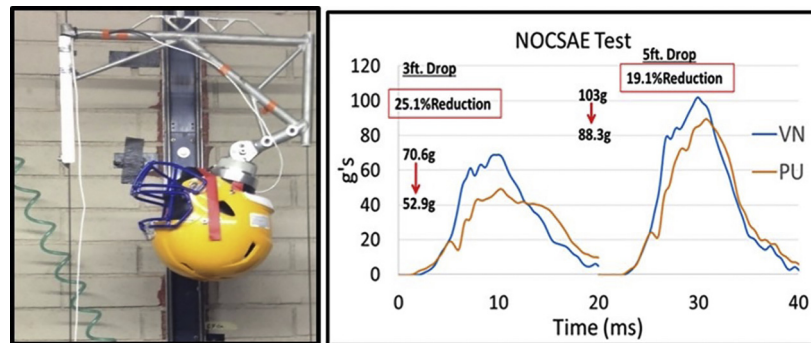 NOCSAE Test
3ft. Drop
5ft. Drop
25.1%Reduction
19.1%Reduction
103g
88.3g
70.6g
52.9g
VN
PU
g's
120
100
80
60
40
20
0
0 10 20 30 40
Time (ms)